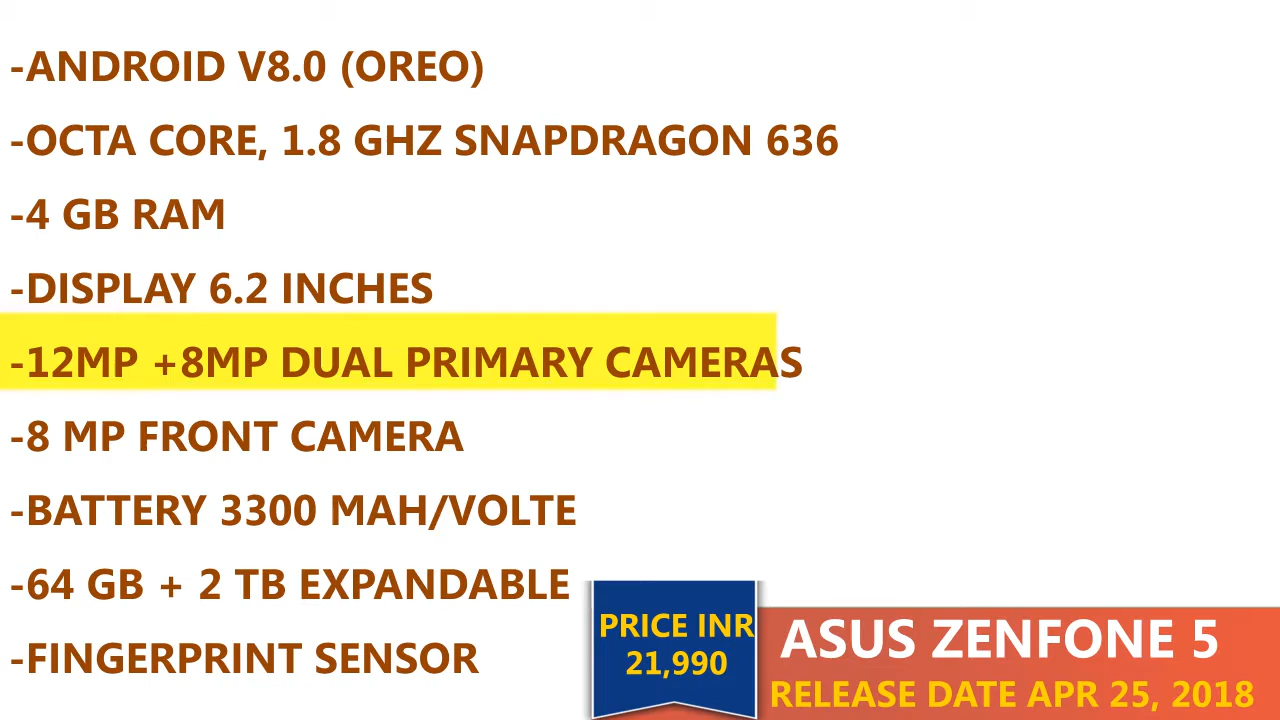 -ANDROID V8.0 (OREO)
-OCTA CORE, 1.8 GHZ SNAPDRAGON 636
-4 GB RAM
-DISPLAY 6.2 INCHES
-12MP +8MP DUAL PRIMARY CAMERAS
-8 MP FRONT CAMERA
-BATTERY 3300 MAH/VOLTE
-64 GB + 2 TB EXPANDABLE
-FINGERPRINT SENSOR
PRICE INR
21,990
ASUS ZENFONE 5
RELEASE DATE APR 25, 2018